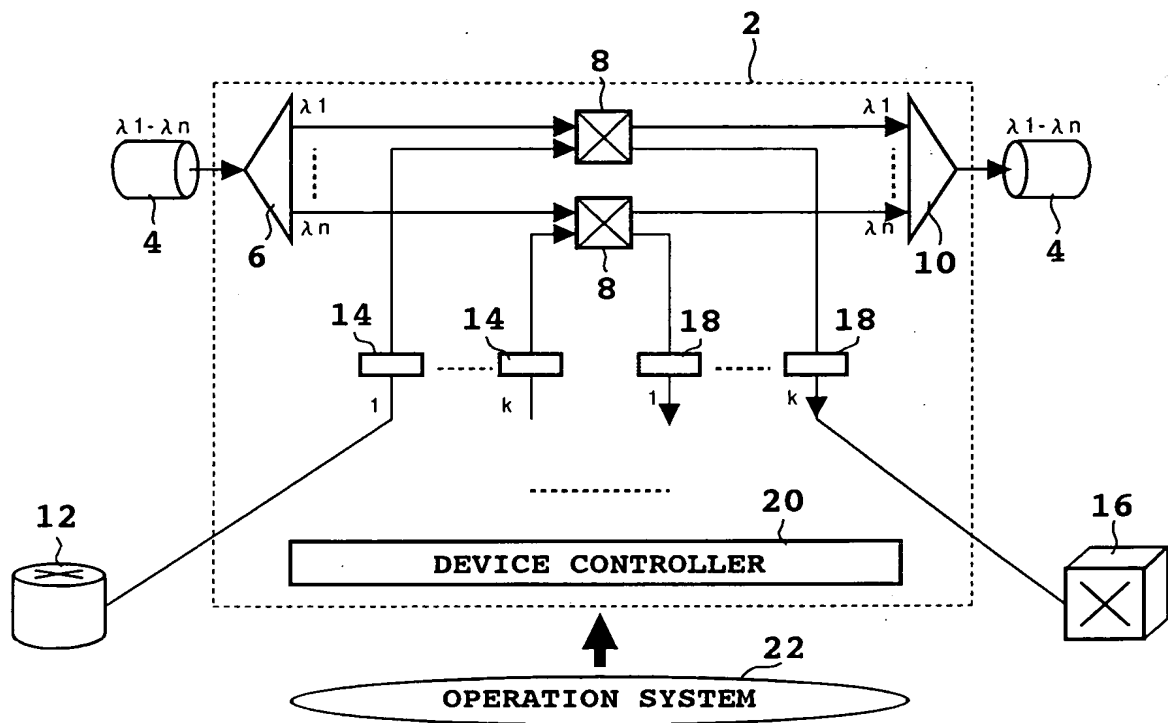 2
8
λ1
λ1
λ1-λn
λ1-λn
4
6
λn
λn
10
4
8
14
14
18
18
1
k
1
k
12
20
16
DEVICE CONTROLLER
22
OPERATION SYSTEM